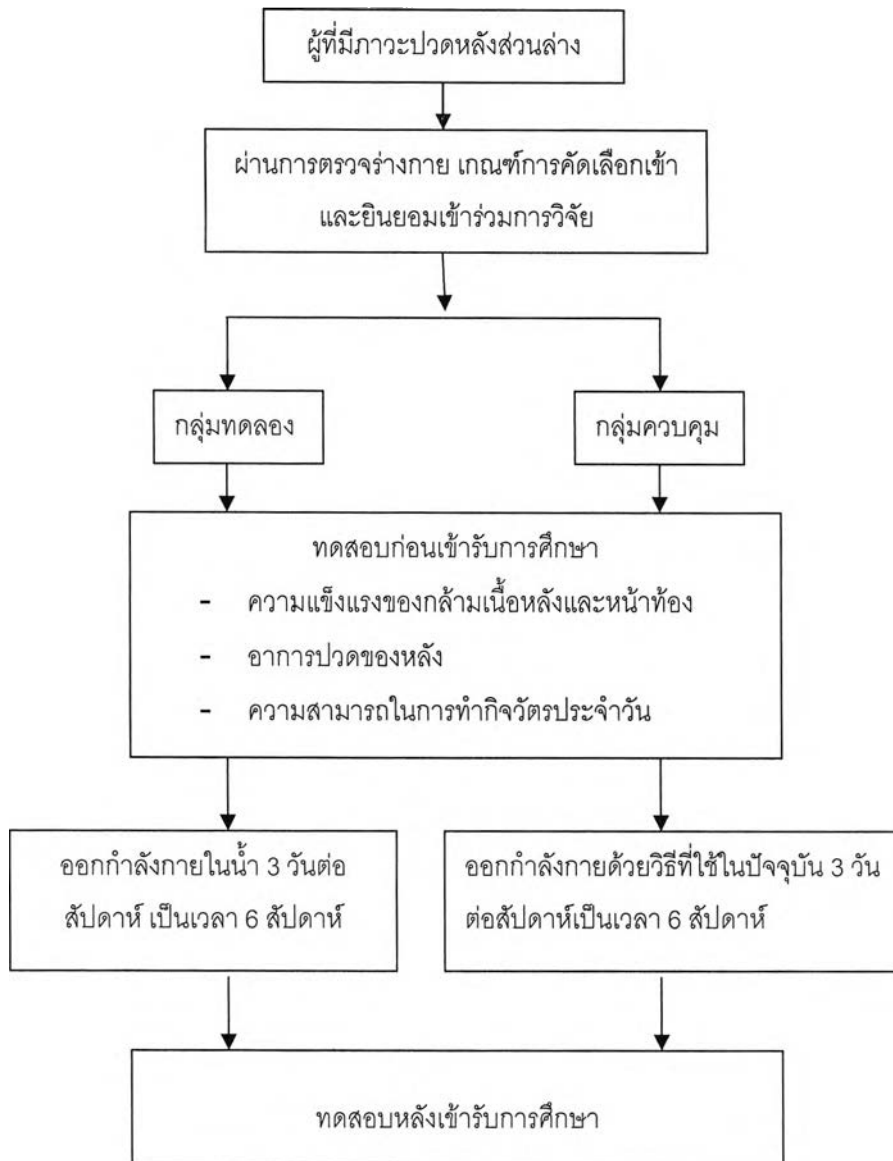 ผู้ที่มีภาวะปวดหลังส่วนล่าง
ผ่านการตรวจร่างกาย เกณฑ์การคัดเลือกเข้า
และยินยอมเข้าร่วมการวิจัย
กลุ่มทดลอง
กลุ่มควบคุม
ทดสอบก่อนเข้ารับการศึกษา
- ความแข็งแรงของกล้ามเนื้อหลังและหน้าท้อง
- อาการปวดของหลัง
- ความสามารถในการทำกิจวัตรประจำวัน
ออกกำลังกายในน้ำ 3 วันต่อ
สัปดาห์ เป็นเวลา 6 สัปดาห์
ออกกำลังกายด้วยวิธีที่ใช้ในปัจจุบัน 3 วัน
ต่อสัปดาห์เป็นเวลา 6 สัปดาห์
ทดสอบหลังเข้ารับการศึกษา